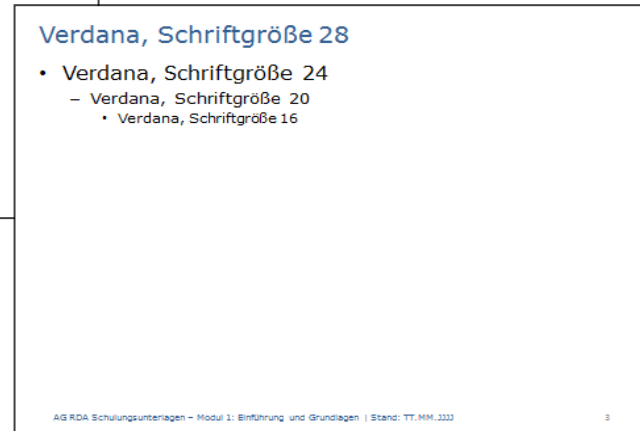 Verdana, Schriftgröße 28
• Verdana, Schriftgröße 24
– Verdana, Schriftgröße 20
• Verdana, Schriftgröße 16
AG RDA Schulungsunterlagen – Modul 1: Einführung und Grundlagen | Stand: TT.MM.JJJJ
3